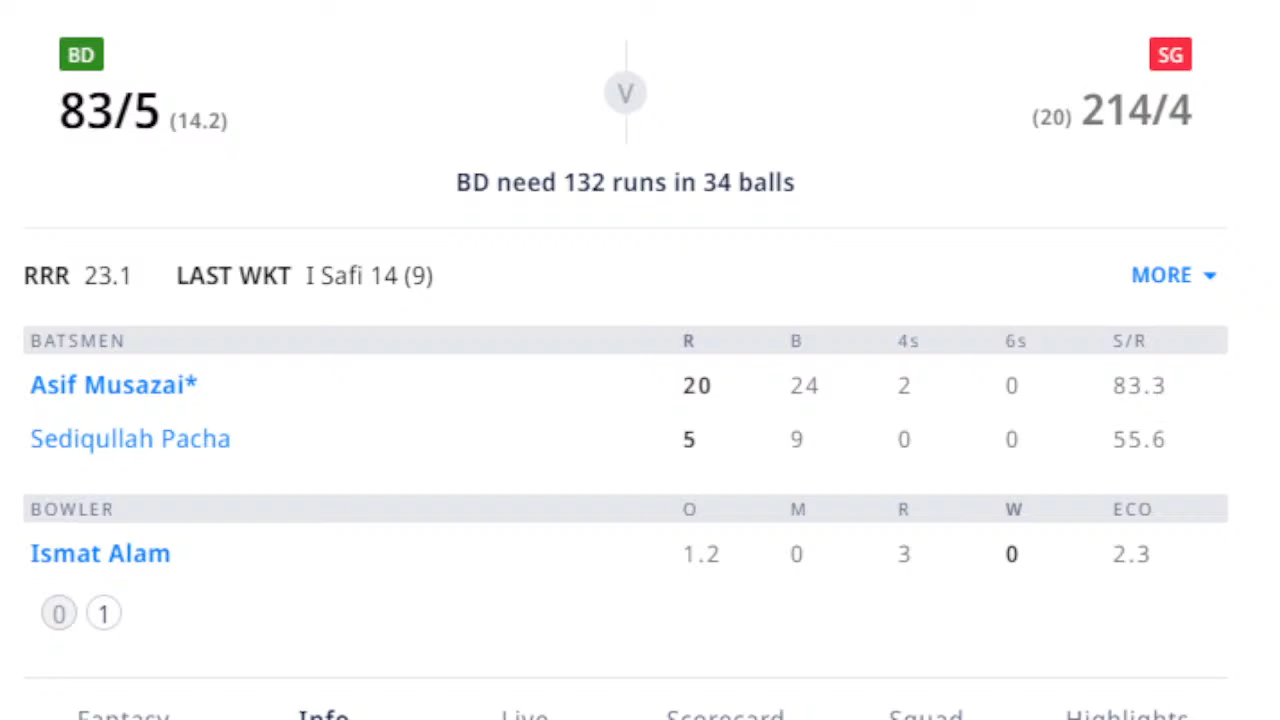 BD
SG
83/5 (14.2)
V
(20) 214/4
BD need 132 runs in 34 balls
RRR 23.1 LAST WKT I Safi 14 (9) MORE
BATSMEN R B 4s 6s S/R
Asif Musazai* 20 24 2 0 83.3
Sediqullah Pacha 5 9 0 0 55.6
BOWLER O M R W ECO
Ismat Alam 1.2 0 3 0 2.3
0 1
Fantasy Info Live Scorecard Squad Highlights